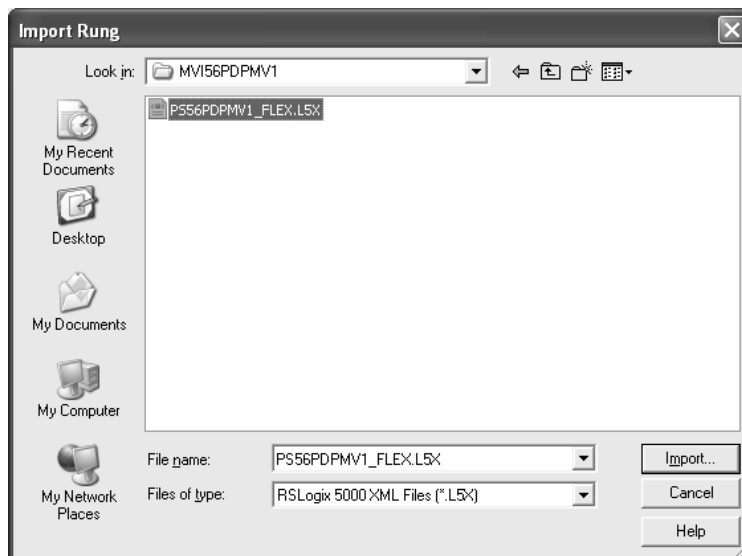 Import Rung
Look in: MVI56PDPMV1
PS56PDPMV1_FLEX.L5X
My Recent
Documents
Desktop
My Documents
My Computer
My Network
Places
File name: PS56PDPMV1_FLEX.L5X Import...
Files of type: RSLogix 5000 XML Files (*.L5X) Cancel
Help